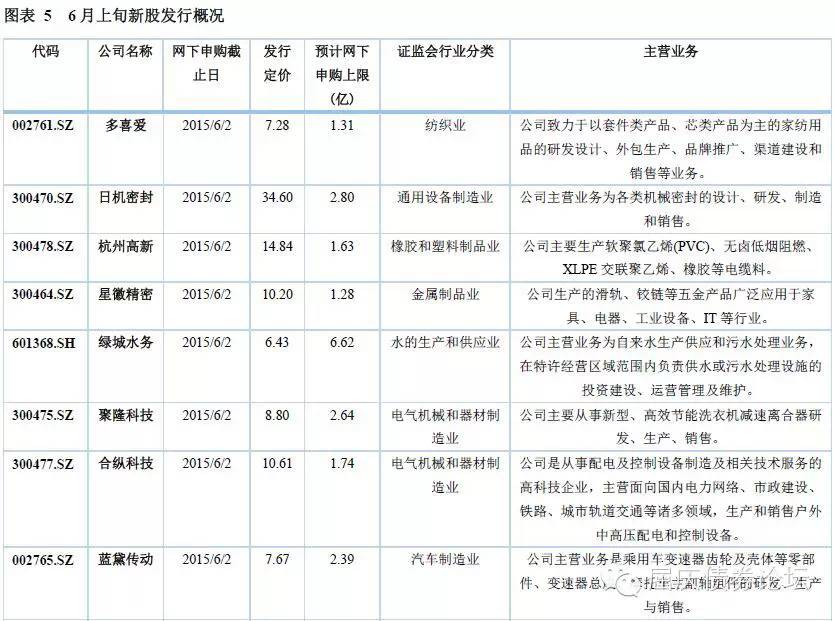 图表 5 6月上旬新股发行概况
代码 公司名称 网下申购截 发行 预计网下 证监会行业分类 主营业务
止日 定价 申购上限
(亿)
002761.SZ 多喜爱 2015/6/2 7.28 1.31 纺织业 公司致力于以套件类产品、芯类产品为主的家纺用
品的研发设计、外包生产、品牌推广、渠道建设和
销售等业务。
300470.SZ 日机密封 2015/6/2 34.60 2.80 通用设备制造业 公司主营业务为各类机械密封的设计、研发、制造
和销售。
300478.SZ 杭州高新 2015/6/2 14.84 1.63 橡胶和塑料制品业 公司主要生产软聚氯乙烯(PVC)、无卤低烟阻燃、
XLPE 交联聚乙烯、橡胶等电缆料。
300464.SZ 星徽精密 2015/6/2 10.20 1.28 金属制品业 公司生产的滑轨、铰链等五金产品广泛应用于家
具、电器、工业设备、IT 等行业。
601368.SH 绿城水务 2015/6/2 6.43 6.62 水的生产和供应业 公司主营业务为自来水生产供应和污水处理业务，
在特许经营区域范围内负责供水或污水处理设施的
投资建设、运营管理及维护。
300475.SZ 聚隆科技 2015/6/2 8.80 2.64 电气机械和器材制 公司主要从事新型、高效节能洗衣机减速离合器研
造业 发、生产、销售。
300477.SZ 合纵科技 2015/6/2 10.61 1.74 电气机械和器材制 公司是从事配电及控制设备制造及相关技术服务的
造业 高科技企业，主营面向国内电力网络、市政建设、
铁路、城市轨道交通等诸多领域，生产和销售户外
中高压配电和控制设备。
002765.SZ 蓝黛传动 2015/6/2 7.67 2.39 汽车制造业 公司主营业务是乘用车变速器齿轮及壳体等零部
件、变速器总 轴组件的研发、生产
与销售。
屈庆债券论坛